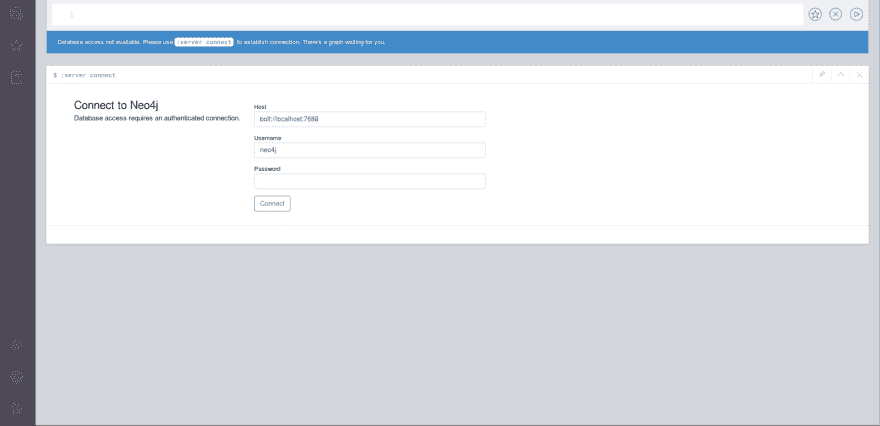 1
Database access not available. Please use :server connect to establish connection. There's a graph waiting for you.
$ :server connect
Connect to Neo4j
Database access requires an authenticated connection.
Host
bolt://localhost:7688
Username
neo4j
Password
Connect